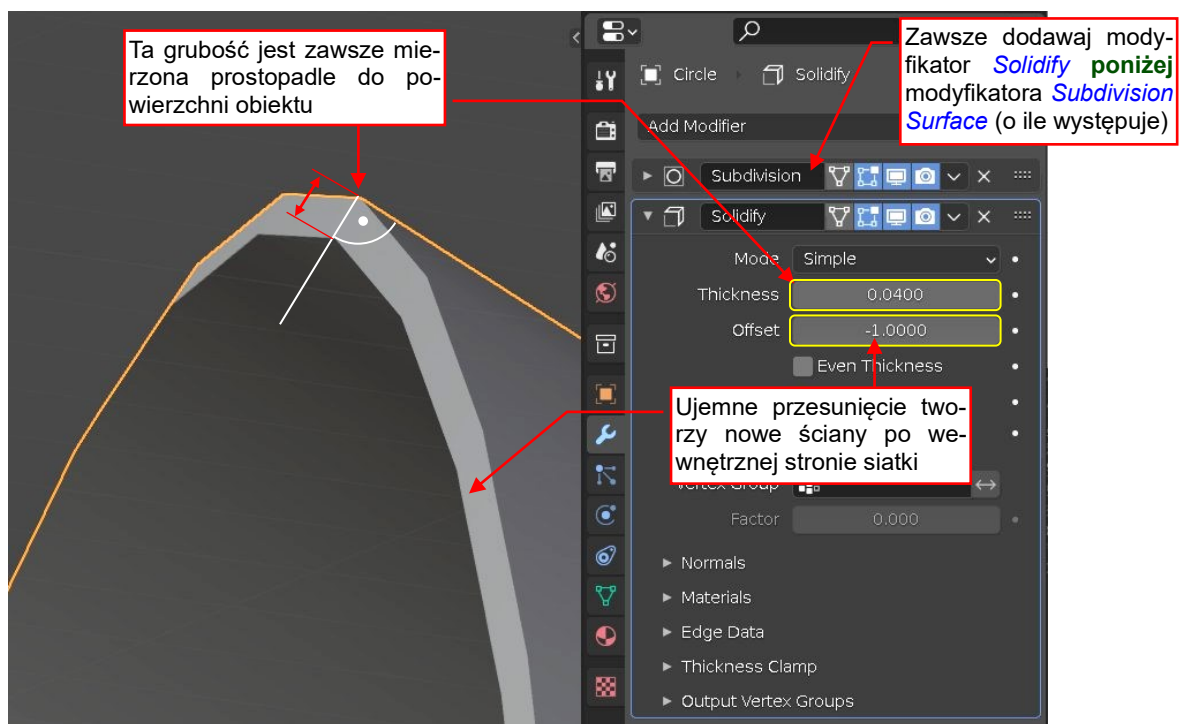 Ta grubość jest zawsze mie-
rzona prostopadle do po-
wierzchni obiektu
Zawsze dodawaj mody-
fikator Solidify poniżej
modyfikatora Subdivision
Surface (o ile występuje)
Circle
Solidify
Add Modifier
Subdivision
Solidify
Mode
Simple
Thickness
0.0400
Offset
-1.0000
Even Thickness
Ujemne przesunięcie two-
rzy nowe ściany po we-
wnętrznej stronie siatki
Vertex Group
Factor
0.000
Normals
Materials
Edge Data
Thickness Clamp
Output Vertex Groups